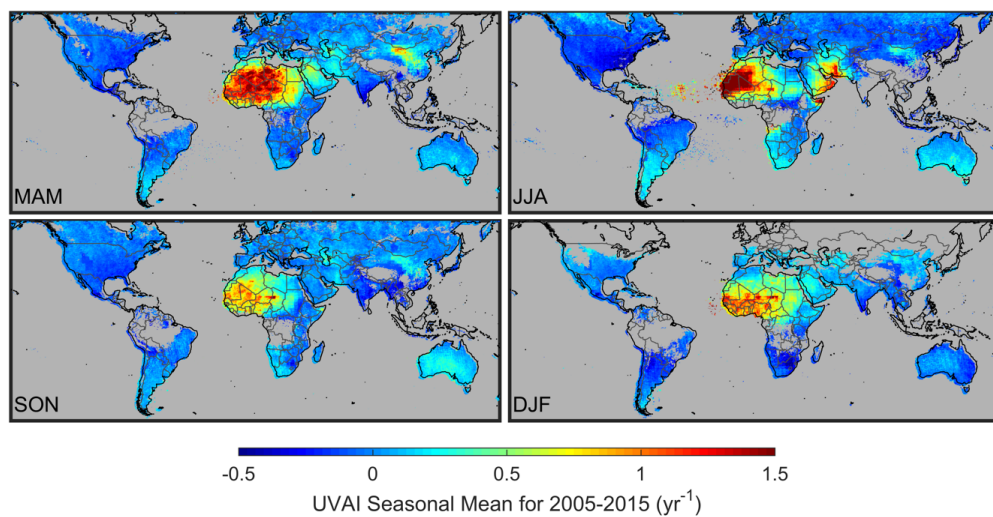 MAM
JJA
SON
DJF
-0.5 0 0.5 1 1.5
UVAI Seasonal Mean for 2005-2015 (yr⁻¹)